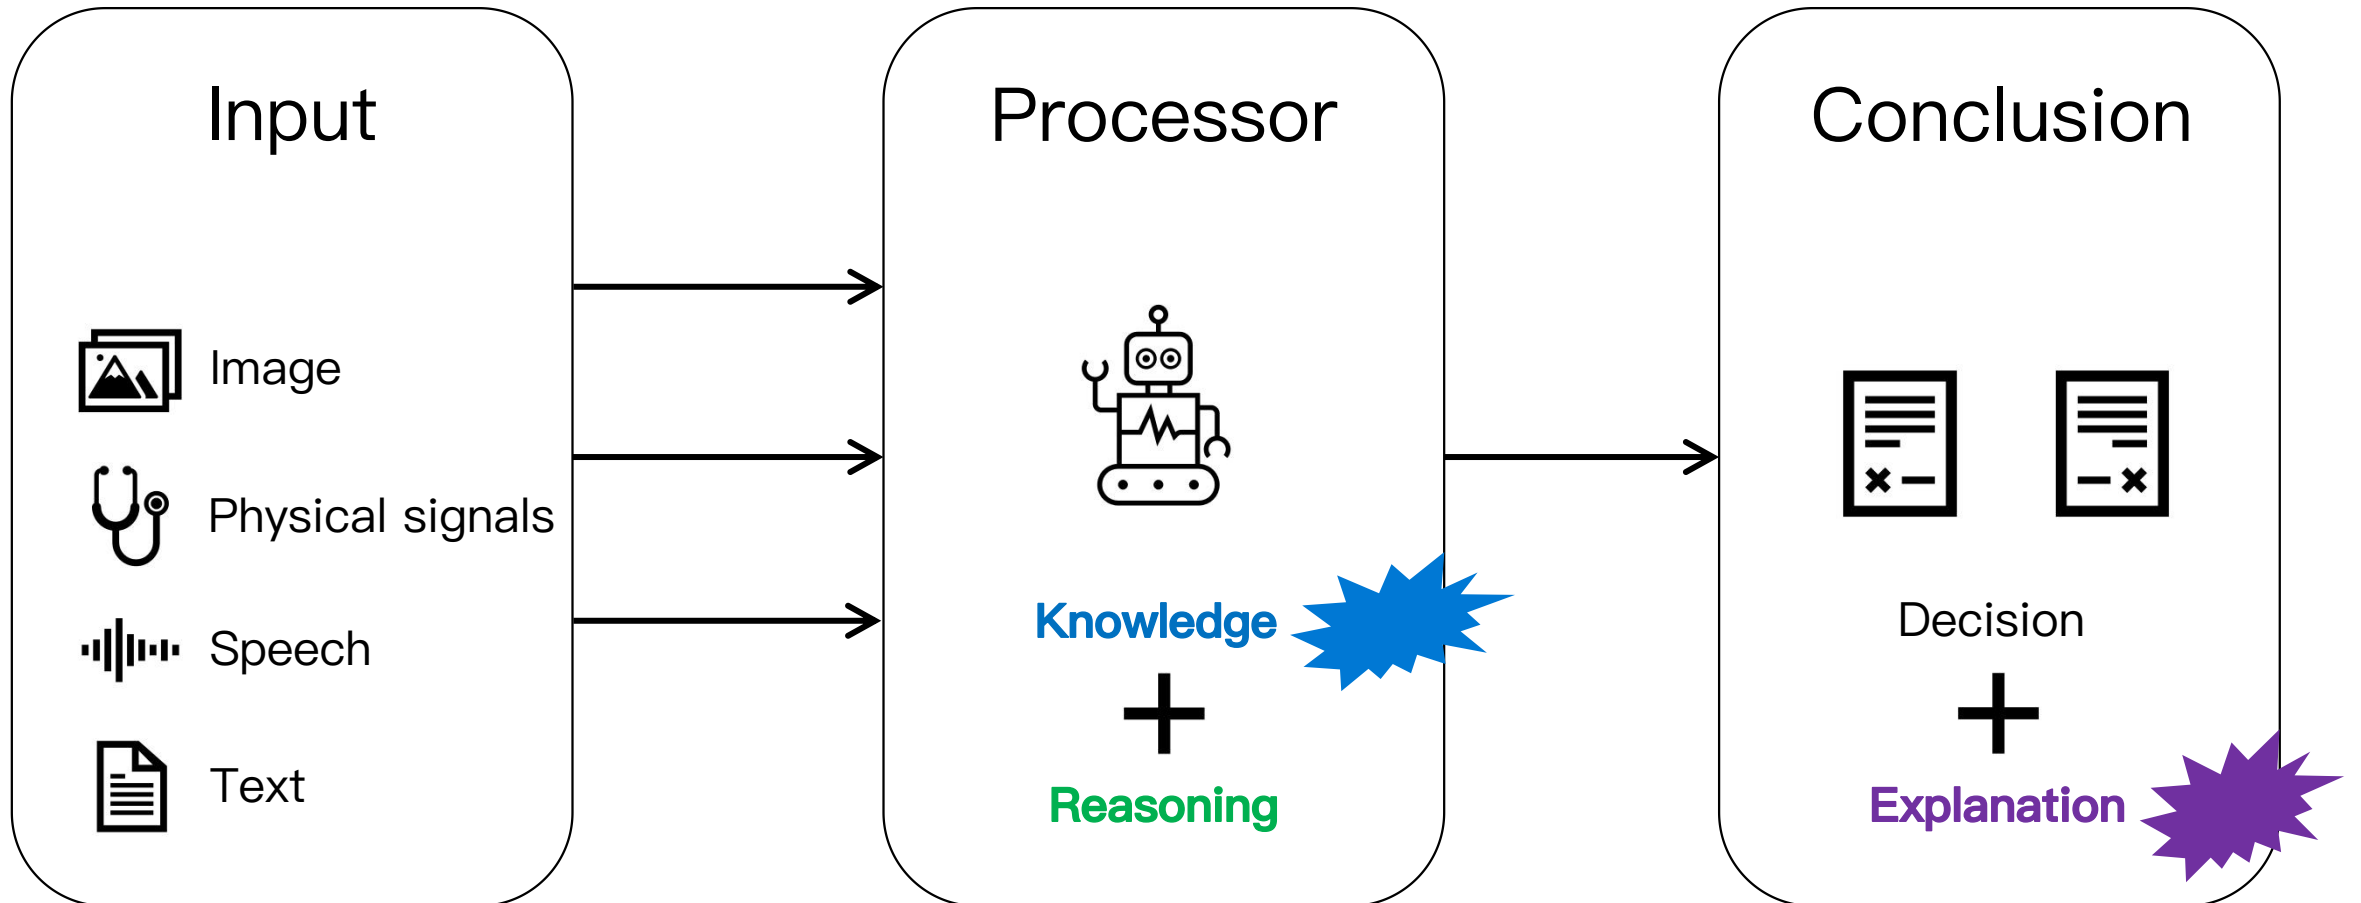 Input
Image
Physical signals
Speech
Text
Processor
Knowledge
Reasoning
Conclusion
Decision
Explanation